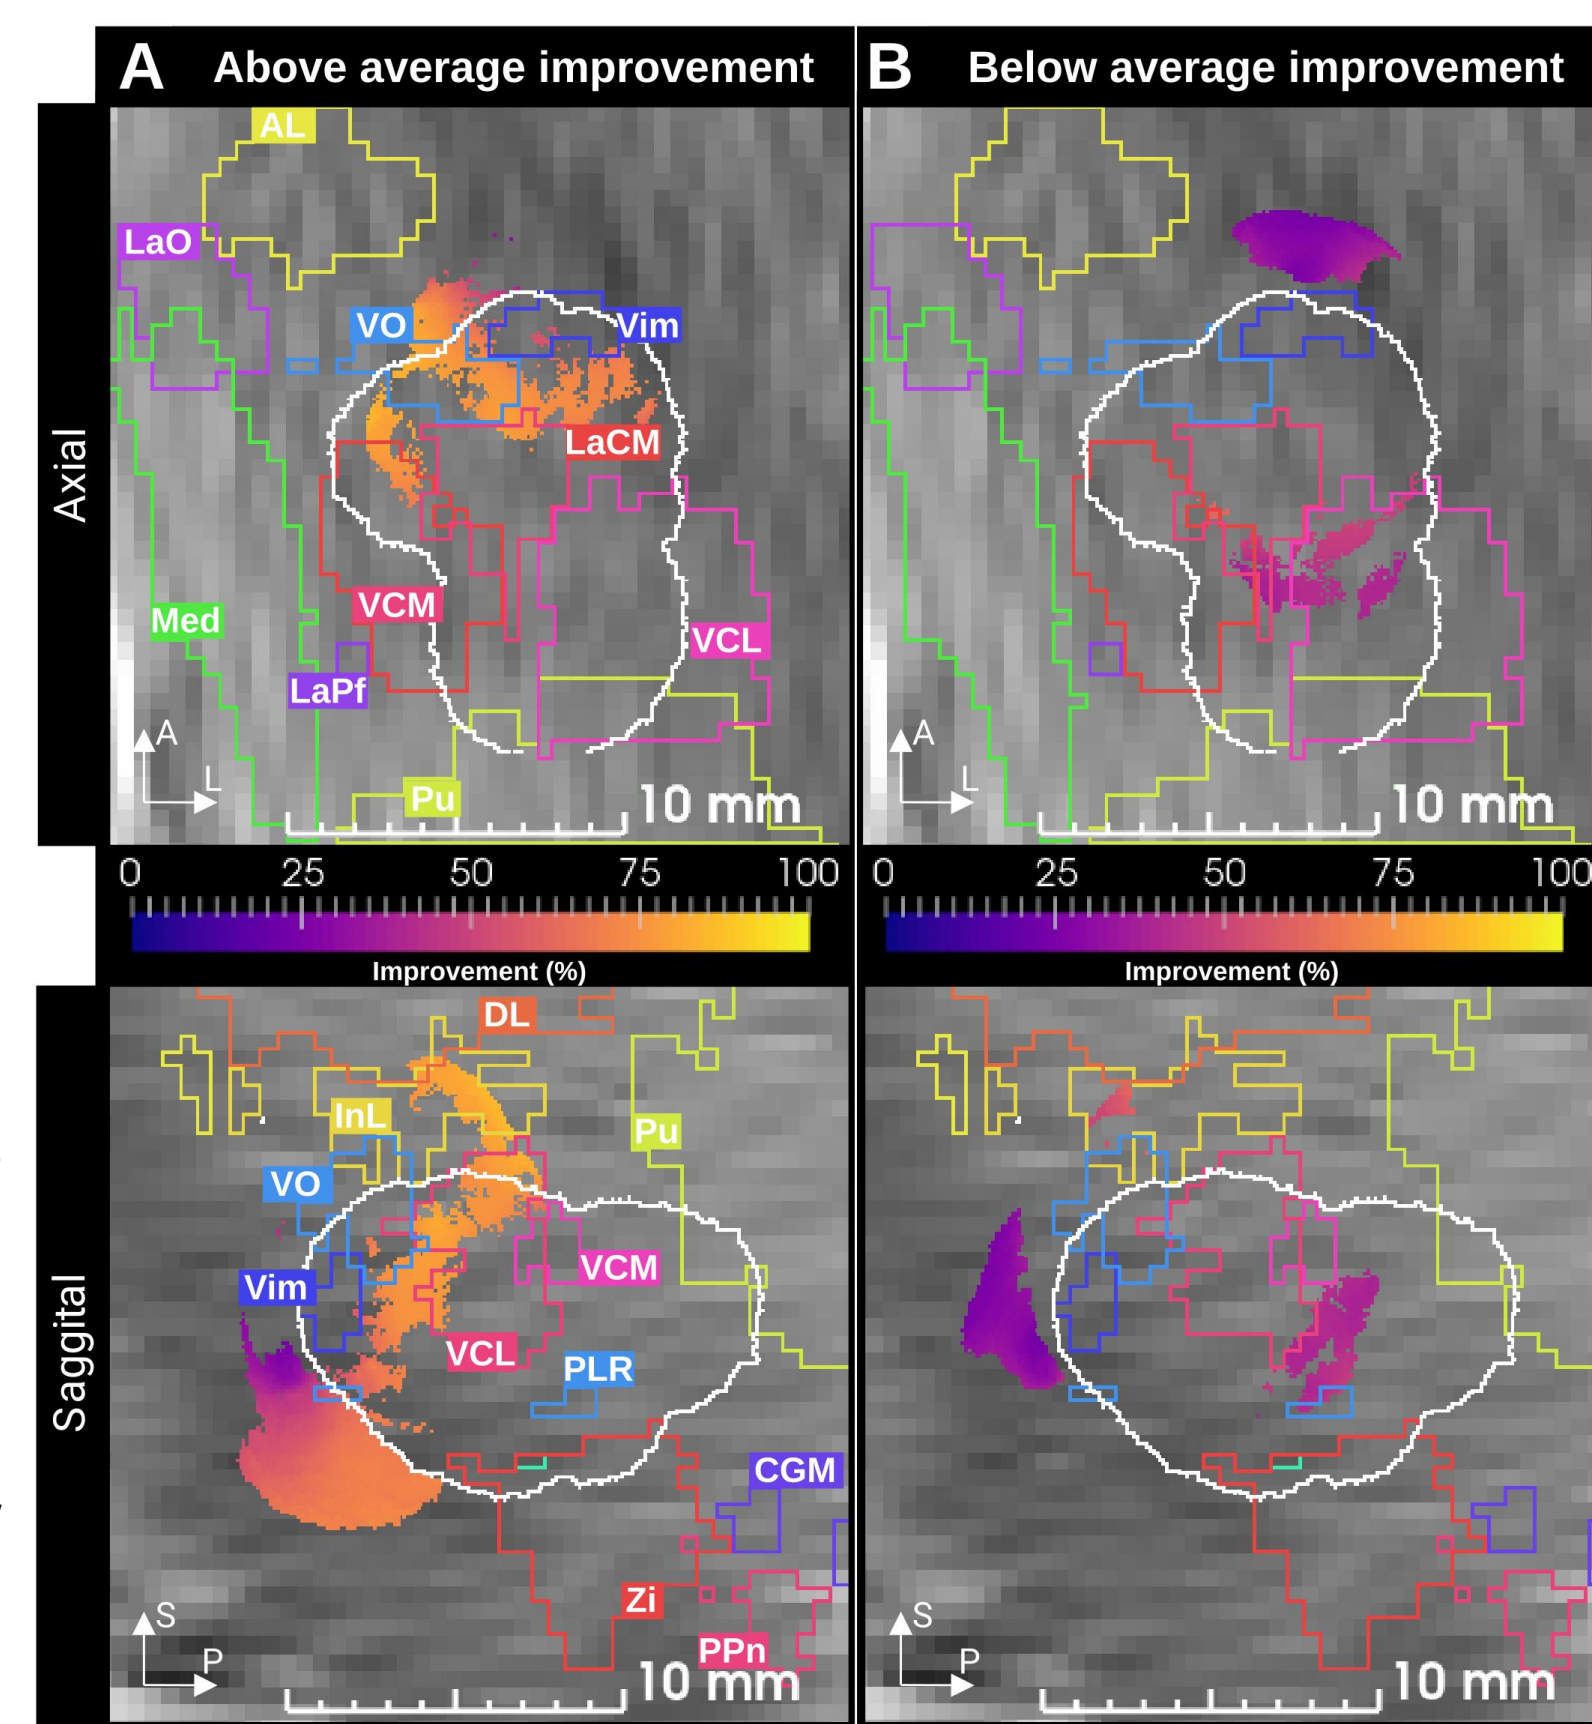 A Above average improvement
B Below average improvement
Axial
AL
LaO
VO
Vim
LaCM
VCM
Med
VCL
LaPf
Pu
A
L
10 mm
A
L
10 mm
0 25 50 75 100
Improvement (%)
0 25 50 75 100
Improvement (%)
Saggital
DL
InL
Pu
VO
VCM
Vim
VCL
PLR
CGM
Zi
PPn
S
P
10 mm
S
P
10 mm